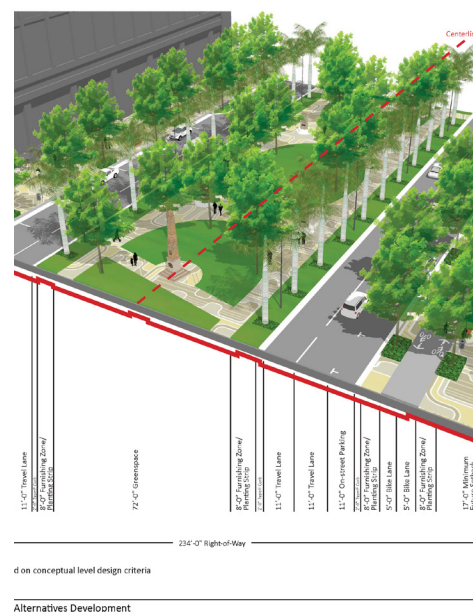 Centerli
11'-0" Travel Lane
8'-0" Furnishing Zone/
Planting Strip
72'-0" Greenspace
8'-0" Furnishing Zone/
Planting Strip
11'-0" Travel Lane
11'-0" Travel Lane
11'-0" On-street Parking
8'-0" Furnishing Zone/
Planting Strip
5'-0" Bike Lane
5'-0" Bike Lane
8'-0" Furnishing Zone/
Planting Strip
17'-0" Minimum
234'-0" Right-of-Way
d on conceptual level design criteria
Alternatives Development